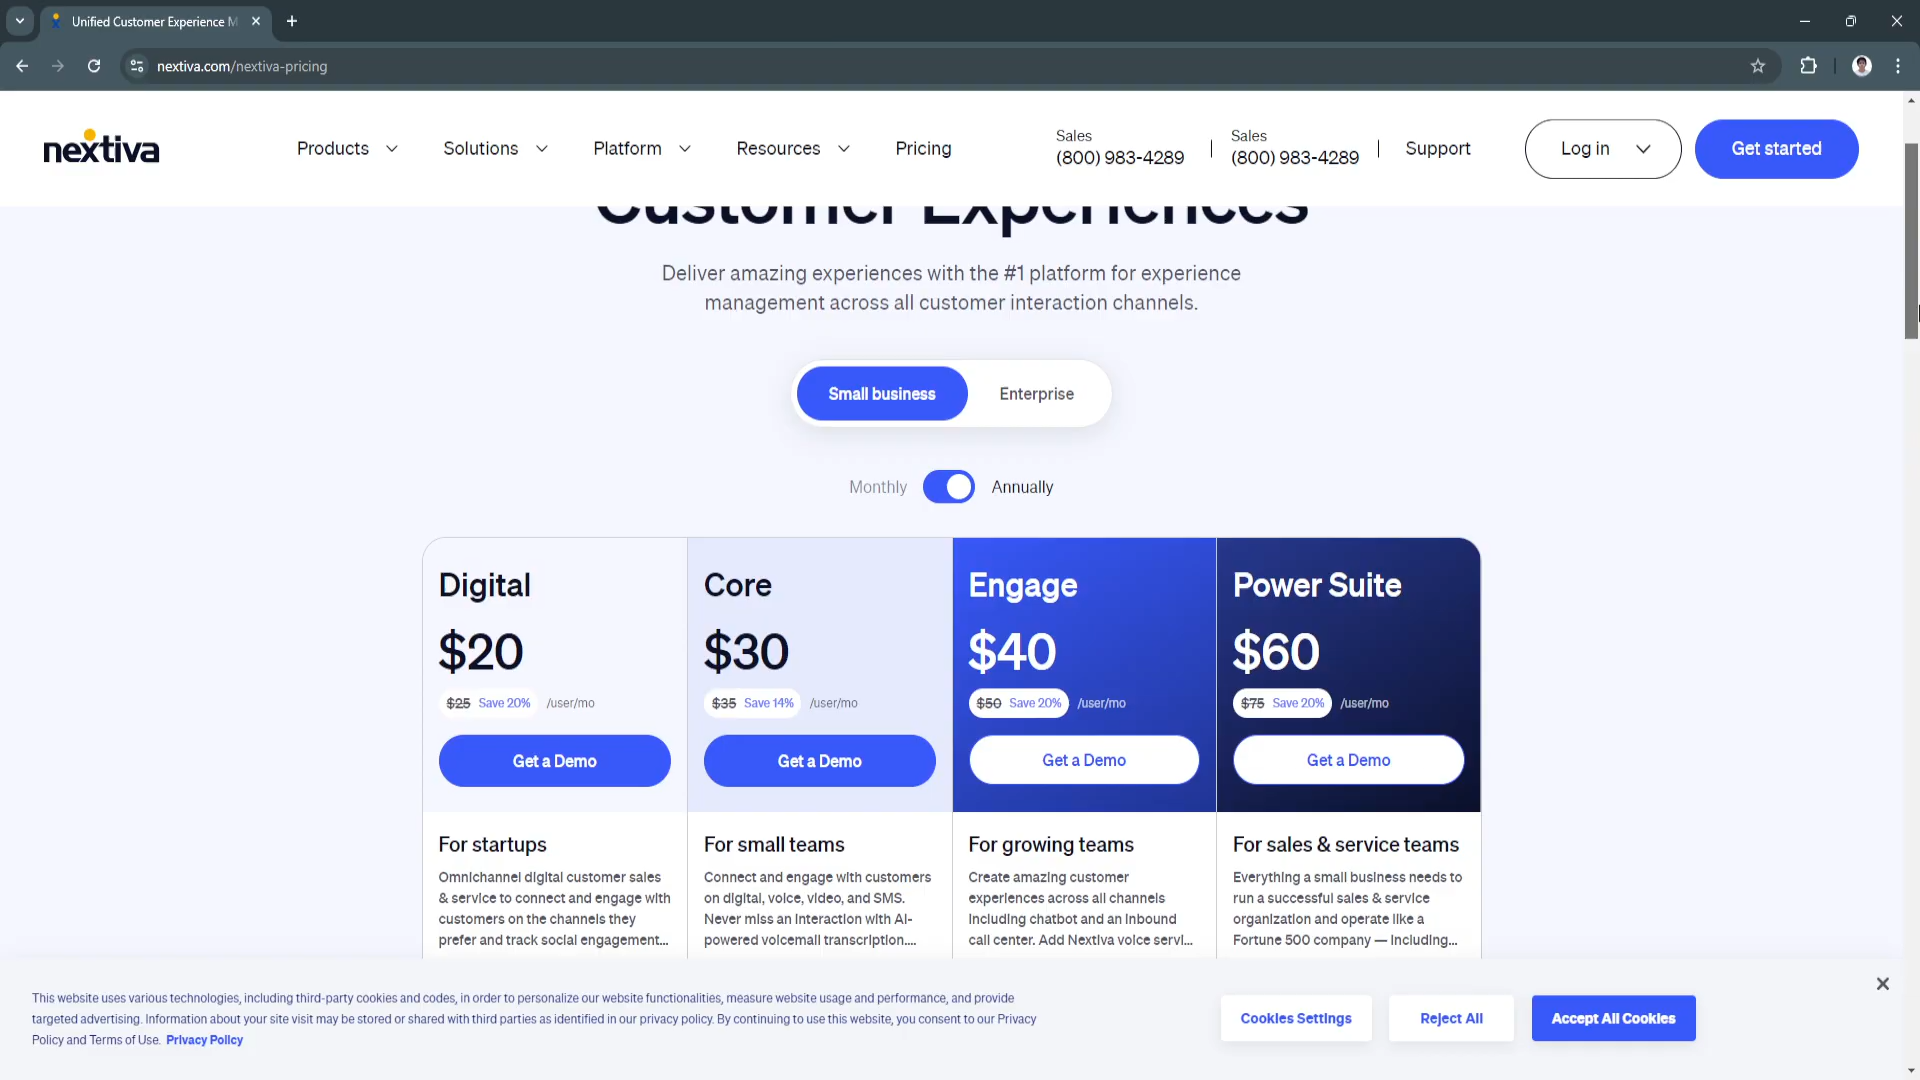 Unified Customer Experience M
nextiva.com/nextiva-pricing
nextiva
Products
Solutions
Platform
Resources
Pricing
Sales
(800) 983-4289
Sales
(800) 983-4289
Support
Log in
Get started
Customer Experiences
Deliver amazing experiences with the #1 platform for experience
management across all customer interaction channels.
Small business
Enterprise
Monthly
Annually
Digital
$20
$25 Save 20% /user/mo
Get a Demo
For startups
Omnichannel digital customer sales
& service to connect and engage with
customers on the channels they
prefer and track social engagement...
Core
$30
$35 Save 14% /user/mo
Get a Demo
For small teams
Connect and engage with customers
on digital, voice, video, and SMS.
Never miss an interaction with AI-
powered voicemail transcription....
Engage
$40
$50 Save 20% /user/mo
Get a Demo
For growing teams
Create amazing customer
experiences across all channels
including chatbot and an inbound
call center. Add Nextiva voice servi...
Power Suite
$60
$75 Save 20% /user/mo
Get a Demo
For sales & service teams
Everything a small business needs to
run a successful sales & service
organization and operate like a
Fortune 500 company — including...
This website uses various technologies, including third-party cookies and codes, in order to personalize our website functionalities, measure website usage and performance, and provide
targeted advertising. Information about your site visit may be stored or shared with third parties as identified in our privacy policy. By continuing to use this website, you consent to our Privacy
Policy and Terms of Use. Privacy Policy
Cookies Settings
Reject All
Accept All Cookies